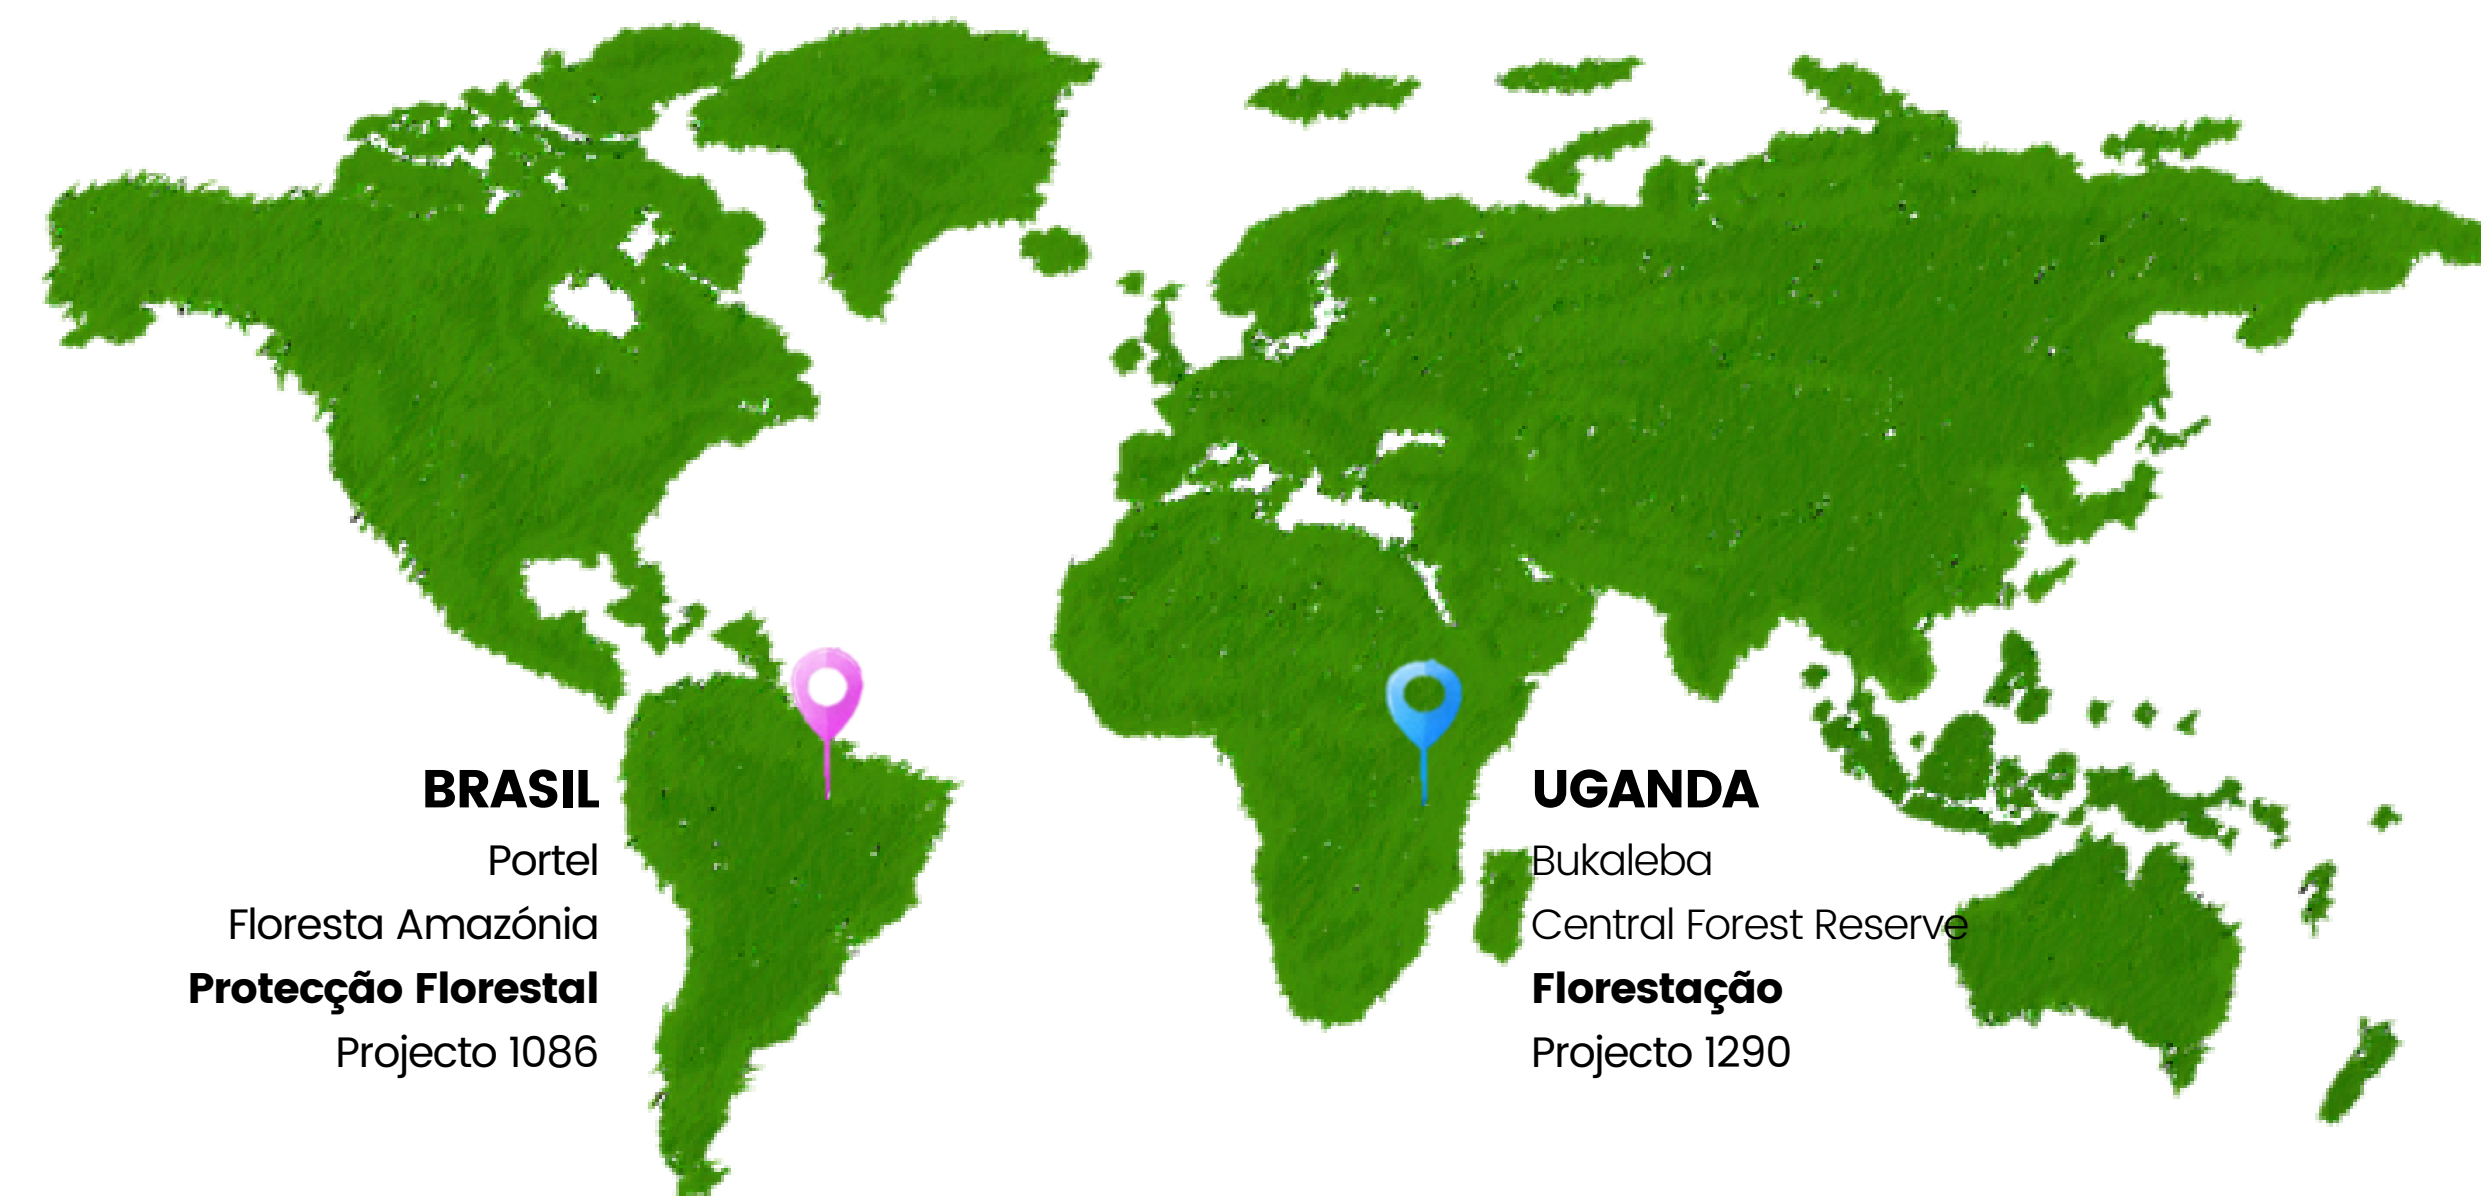 BRASIL
Portel
Floresta Amazónia
Protecção Florestal
Projecto 1086
UGANDA
Bukaleba
Central Forest Reserve
Florestação
Projecto 1290